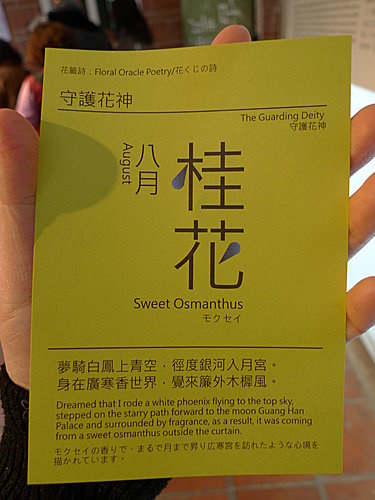 花籤詩：Floral Oracle Poetry/花くじの詩
守護花神
The Guarding Deity
守護花神
八月
August
桂花
Sweet Osmanthus
モクセイ
夢騎白鳳上青空，徑度銀河入月宮。
身在廣寒香世界，覺來簾外木樨風。
Dreamed that I rode a white phoenix flying to the top sky,
stepped on the starry path forward to the moon Guang Han
Palace and surrounded by fragrance, as a result, it was coming
from a sweet osmanthus outside the curtain.
モクセイの香りで、まるで月まで昇り広寒宮を訪れたような心境を
描かれています。